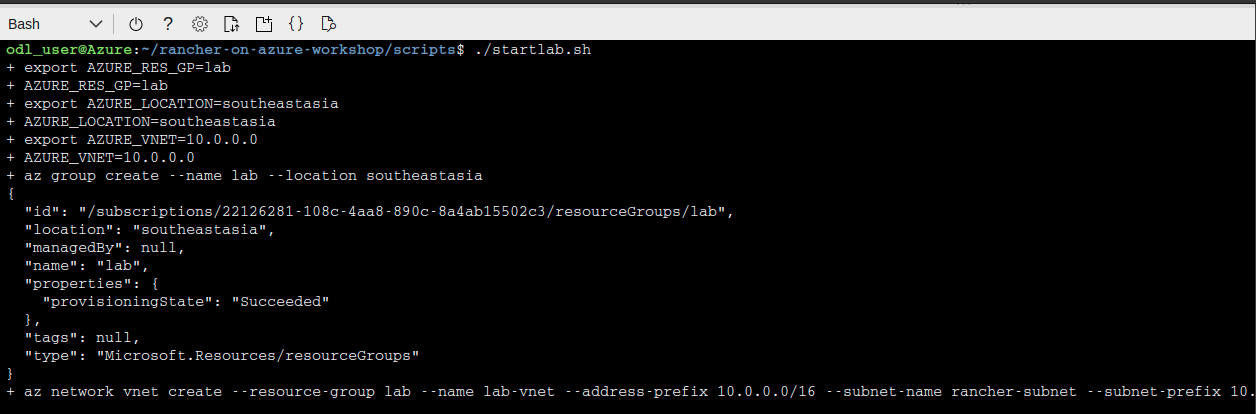 Bash
?
{}
odl_user@Azure:~/rancher-on-azure-workshop/scripts$ ./startlab.sh
+ export AZURE_RES_GP=lab
+ AZURE_RES_GP=lab
+ export AZURE_LOCATION=southeastasia
+ AZURE_LOCATION=southeastasia
+ export AZURE_VNET=10.0.0.0
+ AZURE_VNET=10.0.0.0
+ az group create --name lab --location southeastasia
{
  "id": "/subscriptions/22126281-108c-4aa8-890c-8a4ab15502c3/resourceGroups/lab",
  "location": "southeastasia",
  "managedBy": null,
  "name": "lab",
  "properties": {
    "provisioningState": "Succeeded"
  },
  "tags": null,
  "type": "Microsoft.Resources/resourceGroups"
}
+ az network vnet create --resource-group lab --name lab-vnet --address-prefix 10.0.0.0/16 --subnet-name rancher-subnet --subnet-prefix 10.